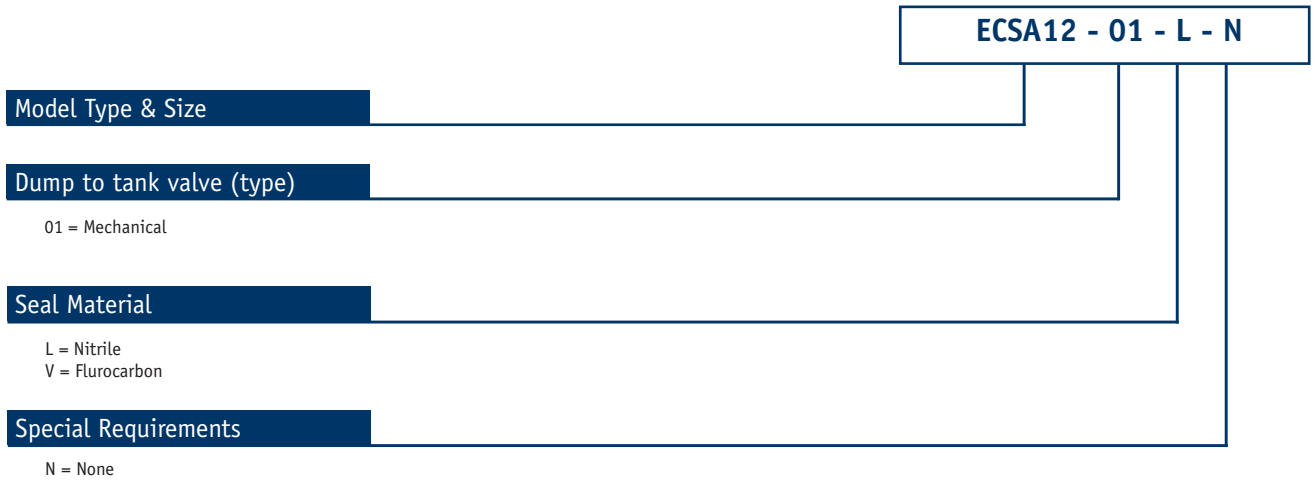 ECSA12 - 01 - L - N
Model Type & Size
Dump to tank valve (type)
01 = Mechanical
Seal Material
L = Nitrile
V = Flurocarbon
Special Requirements
N = None